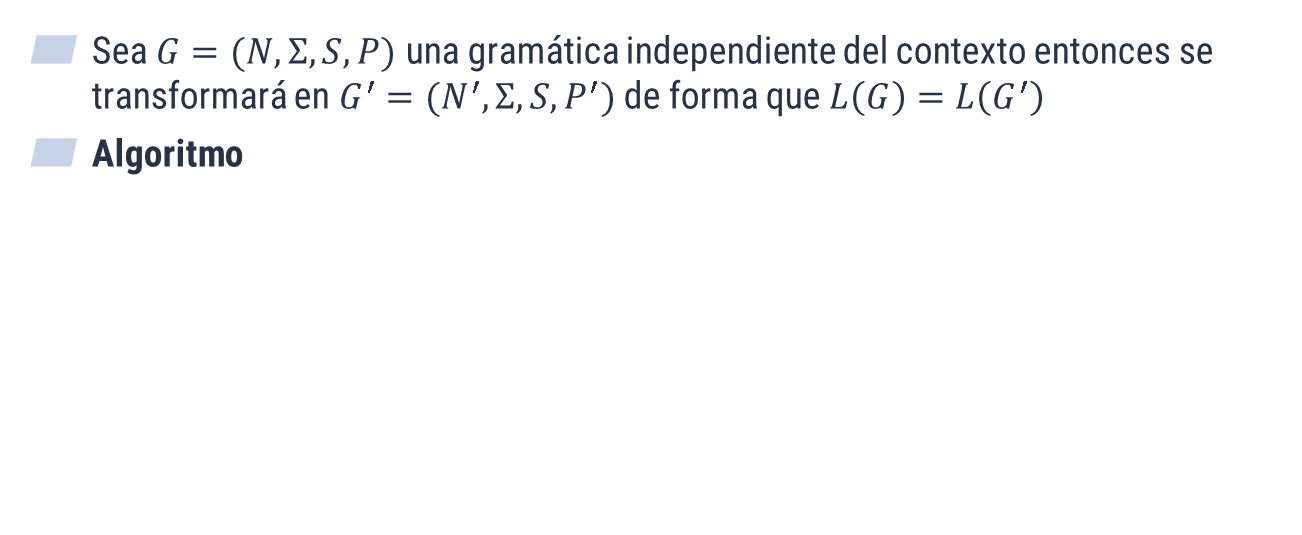 Sea G = (N, Σ, S, P) una gramática independiente del contexto entonces se
transformará en G′ = (N′, Σ, S, P′) de forma que L(G) = L(G′)
Algoritmo